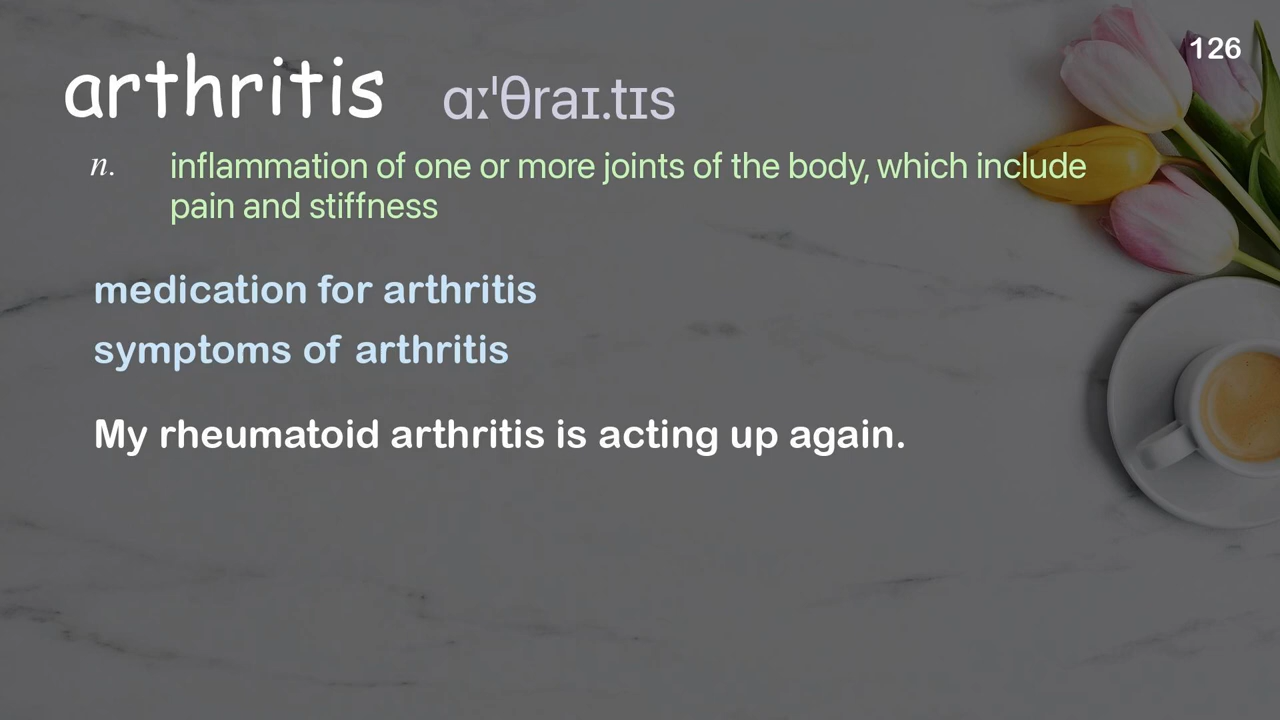 126
arthritis ɑːˈθraɪ.tɪs
n. inflammation of one or more joints of the body, which include
pain and stiffness
medication for arthritis
symptoms of arthritis
My rheumatoid arthritis is acting up again.